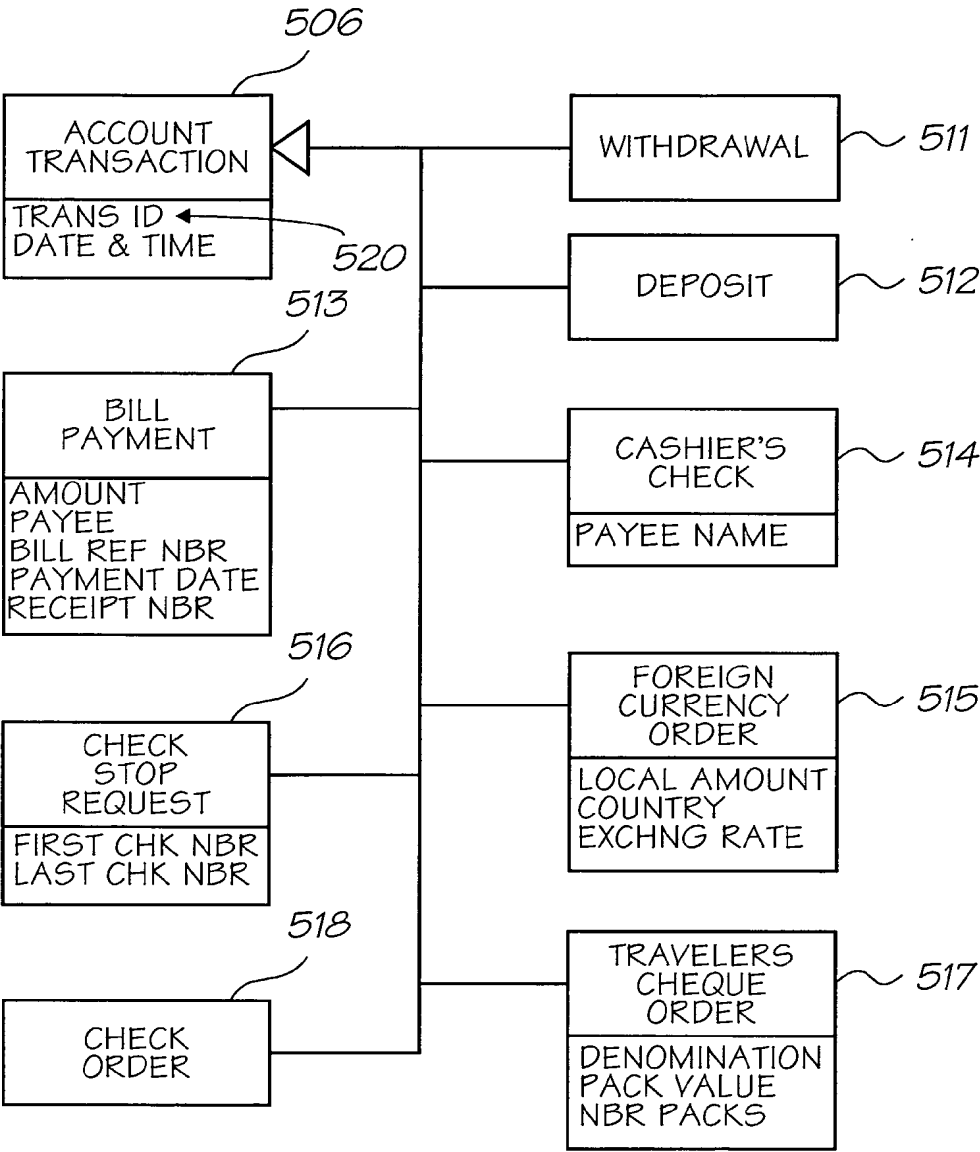 506
ACCOUNT
TRANSACTION
TRANS ID
DATE & TIME
520
WITHDRAWAL
511
DEPOSIT
512
513
BILL
PAYMENT
AMOUNT
PAYEE
BILL REF NBR
PAYMENT DATE
RECEIPT NBR
CASHIER'S
CHECK
PAYEE NAME
514
516
CHECK
STOP
REQUEST
FIRST CHK NBR
LAST CHK NBR
FOREIGN
CURRENCY
ORDER
LOCAL AMOUNT
COUNTRY
EXCHNG RATE
515
518
CHECK
ORDER
TRAVELERS
CHEQUE
ORDER
DENOMINATION
PACK VALUE
NBR PACKS
517